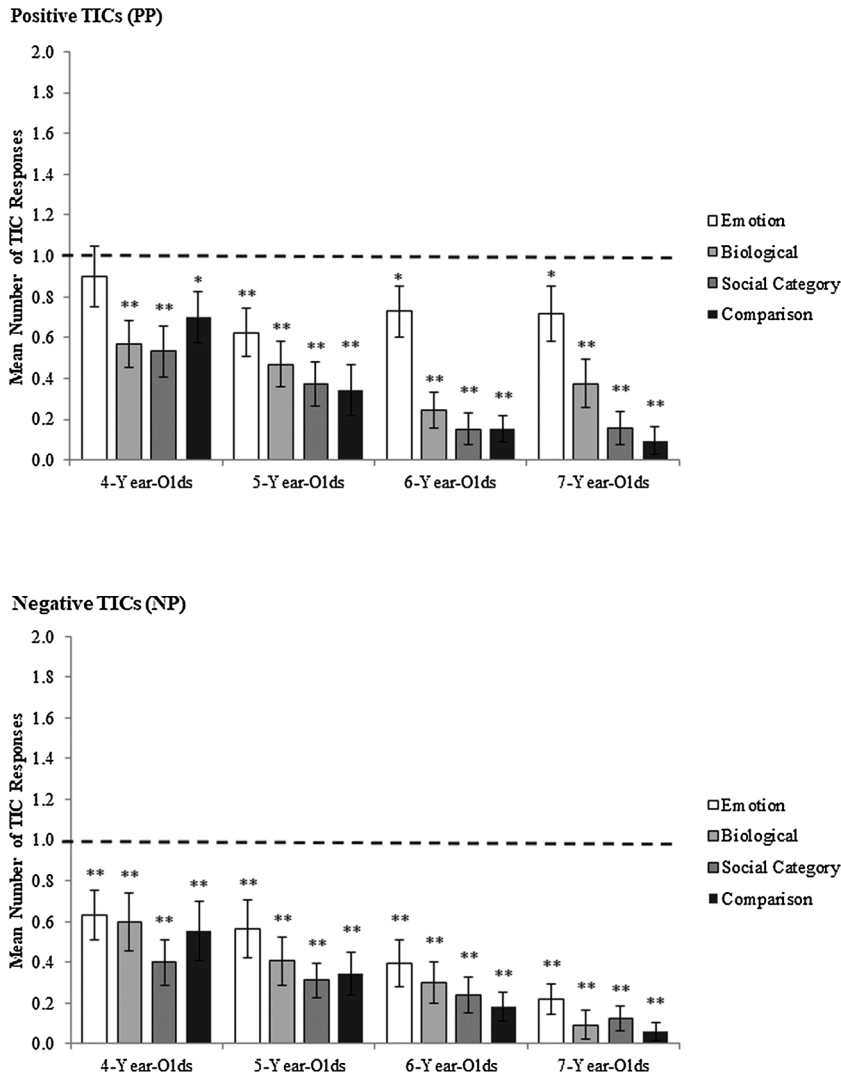 Positive TICs (PP)
Mean Number of TIC Responses
2.0
1.8
1.6
1.4
1.2
1.0
0.8
0.6
0.4
0.2
0.0
** ** * ** ** ** ** * ** ** ** * ** ** **
4-Year-Olds 5-Year-Olds 6-Year-Olds 7-Year-Olds
Emotion
Biological
Social Category
Comparison
Negative TICs (NP)
Mean Number of TIC Responses
2.0
1.8
1.6
1.4
1.2
1.0
0.8
0.6
0.4
0.2
0.0
** ** ** ** ** ** ** ** ** ** ** ** ** ** ** **
4-Year-Olds 5-Year-Olds 6-Year-Olds 7-Year-Olds
Emotion
Biological
Social Category
Comparison